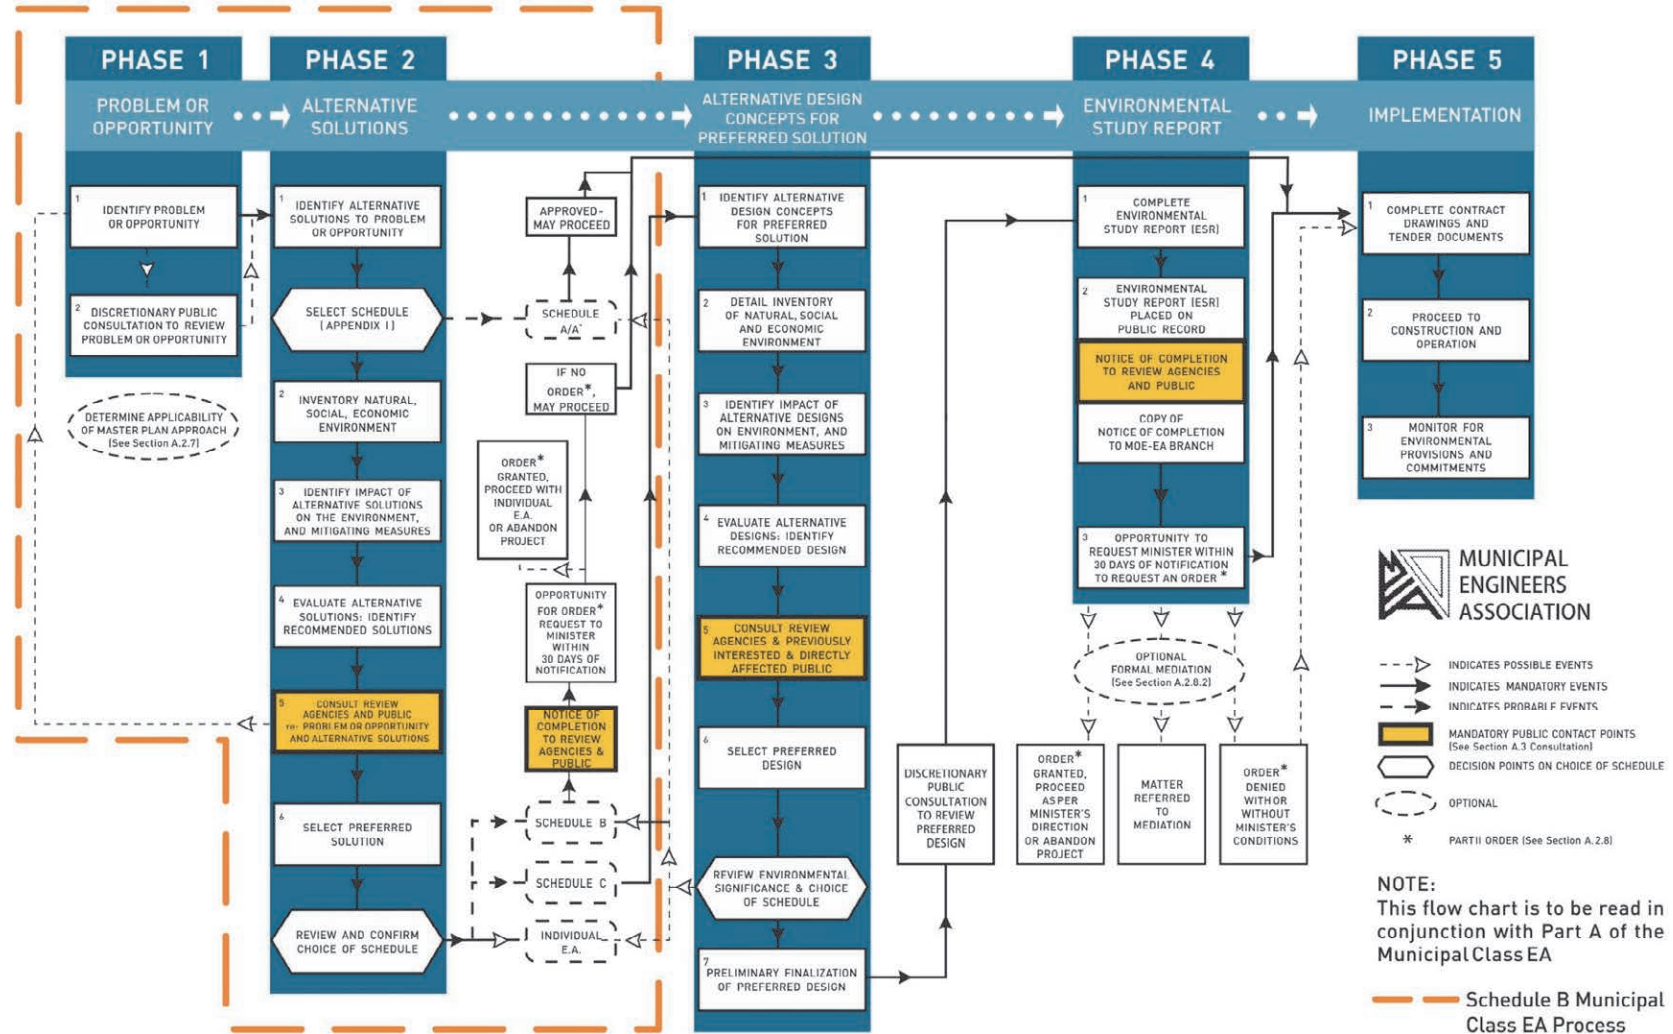 PHASE 1
PROBLEM OR
OPPORTUNITY
1
IDENTIFY PROBLEM
OR OPPORTUNITY
2
DISCRETIONARY PUBLIC
CONSULTATION TO REVIEW
PROBLEM OR OPPORTUNITY
DETERMINE APPLICABILITY
OF MASTER PLAN APPROACH
(See Section A.2.7)
PHASE 2
ALTERNATIVE
SOLUTIONS
1
IDENTIFY ALTERNATIVE
SOLUTIONS TO PROBLEM
OR OPPORTUNITY
SELECT SCHEDULE
(APPENDIX I)
2
INVENTORY NATURAL,
SOCIAL, ECONOMIC
ENVIRONMENT
3
IDENTIFY IMPACT OF
ALTERNATIVE SOLUTIONS
ON THE ENVIRONMENT,
AND MITIGATING MEASURES
4
EVALUATE ALTERNATIVE
SOLUTIONS: IDENTIFY
RECOMMENDED SOLUTIONS
5
CONSULT REVIEW
AGENCIES AND PUBLIC
re: PROBLEM OR OPPORTUNITY
AND ALTERNATIVE SOLUTIONS
6
SELECT PREFERRED
SOLUTION
REVIEW AND CONFIRM
CHOICE OF SCHEDULE
APPROVED-
MAY PROCEED
SCHEDULE
A/A+
IF NO
ORDER*,
MAY PROCEED
ORDER*
GRANTED,
PROCEED WITH
INDIVIDUAL
E.A.
OR ABANDON
PROJECT
OPPORTUNITY
FOR ORDER*
REQUEST TO
MINISTER
WITHIN
30 DAYS OF
NOTIFICATION
NOTICE OF
COMPLETION
TO REVIEW
AGENCIES &
PUBLIC
SCHEDULE B
SCHEDULE C
INDIVIDUAL
E.A.
PHASE 3
ALTERNATIVE DESIGN
CONCEPTS FOR
PREFERRED SOLUTION
1
IDENTIFY ALTERNATIVE
DESIGN CONCEPTS
FOR PREFERRED
SOLUTION
2
DETAIL INVENTORY
OF NATURAL, SOCIAL
AND ECONOMIC
ENVIRONMENT
3
IDENTIFY IMPACT OF
ALTERNATIVE DESIGNS
ON ENVIRONMENT, AND
MITIGATING MEASURES
4
EVALUATE ALTERNATIVE
DESIGNS: IDENTIFY
RECOMMENDED DESIGN
5
CONSULT REVIEW
AGENCIES & PREVIOUSLY
INTERESTED & DIRECTLY
AFFECTED PUBLIC
6
SELECT PREFERRED
DESIGN
REVIEW ENVIRONMENTAL
SIGNIFICANCE & CHOICE
OF SCHEDULE
7
PRELIMINARY FINALIZATION
OF PREFERRED DESIGN
DISCRETIONARY
PUBLIC
CONSULTATION
TO REVIEW
PREFERRED
DESIGN
PHASE 4
ENVIRONMENTAL
STUDY REPORT
1
COMPLETE
ENVIRONMENTAL
STUDY REPORT (ESR)
2
ENVIRONMENTAL
STUDY REPORT (ESR)
PLACED ON
PUBLIC RECORD
NOTICE OF COMPLETION
TO REVIEW AGENCIES
AND PUBLIC
COPY OF
NOTICE OF COMPLETION
TO MOE-EA BRANCH
3
OPPORTUNITY TO
REQUEST MINISTER WITHIN
30 DAYS OF NOTIFICATION
TO REQUEST AN ORDER*
OPTIONAL
FORMAL MEDIATION
(See Section A.2.8.2)
ORDER*
GRANTED,
PROCEED
AS PER
MINISTER'S
DIRECTION
OR ABANDON
PROJECT
MATTER
REFERRED
TO
MEDIATION
ORDER*
DENIED
WITH OR
WITHOUT
MINISTER'S
CONDITIONS
PHASE 5
IMPLEMENTATION
1
COMPLETE CONTRACT
DRAWINGS AND
TENDER DOCUMENTS
2
PROCEED TO
CONSTRUCTION AND
OPERATION
3
MONITOR FOR
ENVIRONMENTAL
PROVISIONS AND
COMMITMENTS
MEA
MUNICIPAL
ENGINEERS
ASSOCIATION
INDICATES POSSIBLE EVENTS
INDICATES MANDATORY EVENTS
INDICATES PROBABLE EVENTS
MANDATORY PUBLIC CONTACT POINTS
(See Section A.3 Consultation)
DECISION POINTS ON CHOICE OF SCHEDULE
OPTIONAL
* PART II ORDER (See Section A.2.8)
NOTE:
This flow chart is to be read in
conjunction with Part A of the
Municipal Class EA
Schedule B Municipal
Class EA Process